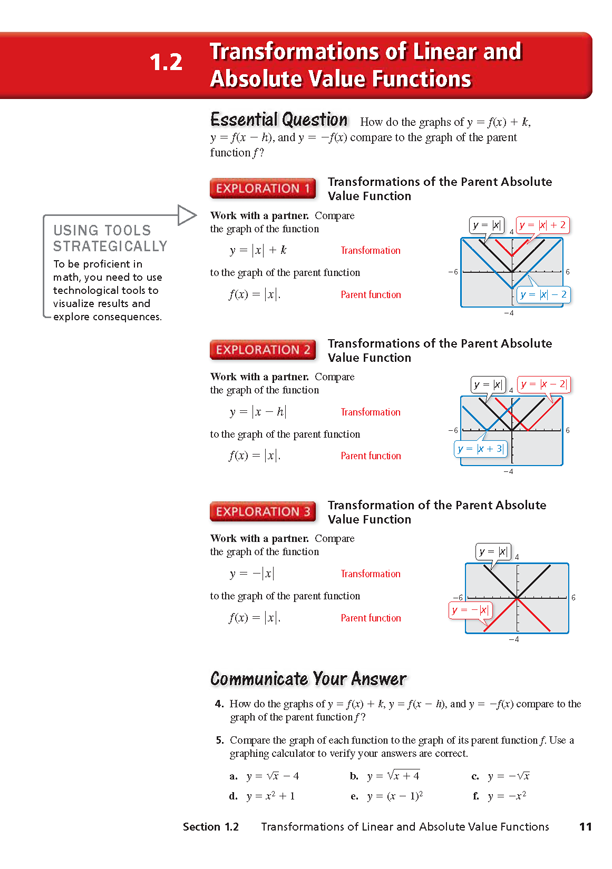 1.2
Transformations of Linear and
Absolute Value Functions
Essential Question How do the graphs of y = f(x) + k,
y = f(x − h), and y = −f(x) compare to the graph of the parent
function f?
EXPLORATION 1
Transformations of the Parent Absolute
Value Function
USING TOOLS
STRATEGICALLY
To be proficient in
math, you need to use
technological tools to
visualize results and
explore consequences.
Work with a partner. Compare
the graph of the function
y = |x| + k Transformation
to the graph of the parent function
f(x) = |x|. Parent function
y = |x|
y = |x| + 2
4
−6
6
y = |x| − 2
−4
EXPLORATION 2
Transformations of the Parent Absolute
Value Function
Work with a partner. Compare
the graph of the function
y = |x − h| Transformation
to the graph of the parent function
f(x) = |x|. Parent function
y = |x|
y = |x − 2|
4
−6
6
y = |x + 3|
−4
EXPLORATION 3
Transformation of the Parent Absolute
Value Function
Work with a partner. Compare
the graph of the function
y = −|x| Transformation
to the graph of the parent function
f(x) = |x|. Parent function
y = |x|
4
−6
6
y = −|x|
−4
Communicate Your Answer
4. How do the graphs of y = f(x) + k, y = f(x − h), and y = −f(x) compare to the
graph of the parent function f?
5. Compare the graph of each function to the graph of its parent function f. Use a
graphing calculator to verify your answers are correct.
a. y = √x − 4 b. y = √(x + 4) c. y = −√x
d. y = x² + 1 e. y = (x − 1)² f. y = −x²
Section 1.2 Transformations of Linear and Absolute Value Functions 11